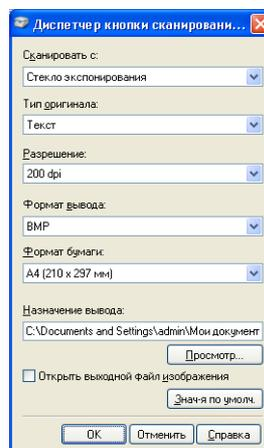 Диспетчер кнопки сканировани...
Сканировать с:
Стекло экспонирования
Тип оригинала:
Текст
Разрешение:
200 dpi
Формат вывода:
BMP
Формат бумаги:
A4 (210 x 297 мм)
Назначение вывода:
C:\Documents and Settings\admin\Мои документ
Просмотр...
Открыть выходной файл изображения
Знач-я по умолч.
OK Отменить Справка